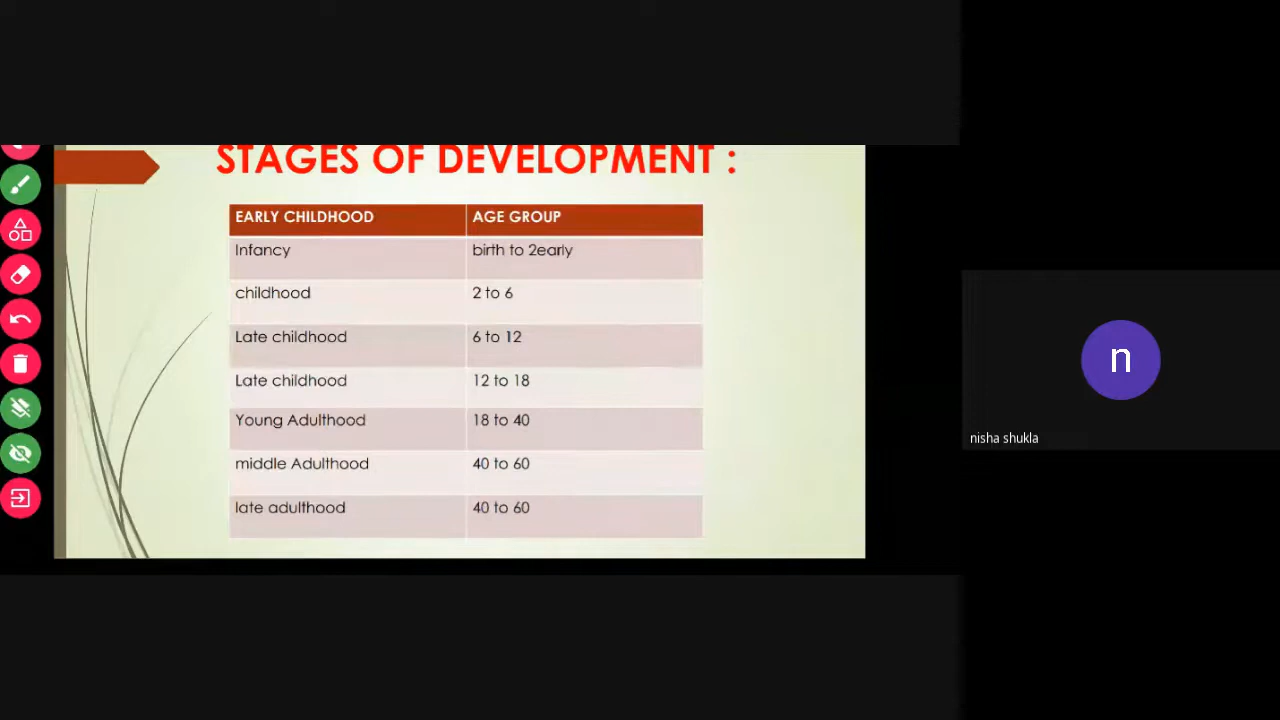 STAGES OF DEVELOPMENT :
EARLY CHILDHOOD AGE GROUP
Infancy birth to 2early
childhood 2 to 6
Late childhood 6 to 12
Late childhood 12 to 18
Young Adulthood 18 to 40
middle Adulthood 40 to 60
late adulthood 40 to 60
n
nisha shukla